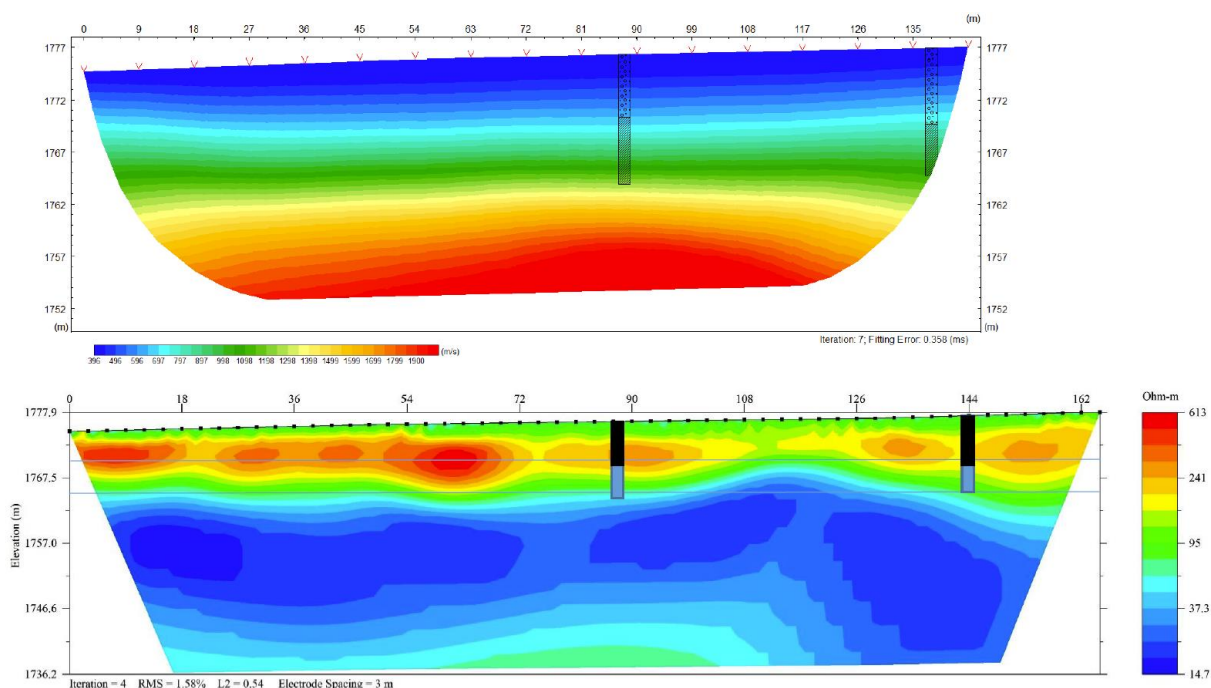 (m)
0 9 18 27 36 45 54 63 72 81 90 99 108 117 126 135
1777 1777
1772 1772
1767 1767
1762 1762
1757 1757
1752 1752
(m) (m)
396 496 596 697 797 897 998 1098 1198 1298 1398 1499 1599 1699 1799 1900 (m/s)
Iteration: 7; Fitting Error: 0.358 (ms)
0 18 36 54 72 90 108 126 144 162
Ohm-m
1777.9 613
1767.5 241
1757.0 95
Elevation (m)
1746.6 37.3
1736.2 14.7
Iteration = 4 RMS = 1.58% L2 = 0.54 Electrode Spacing = 3 m